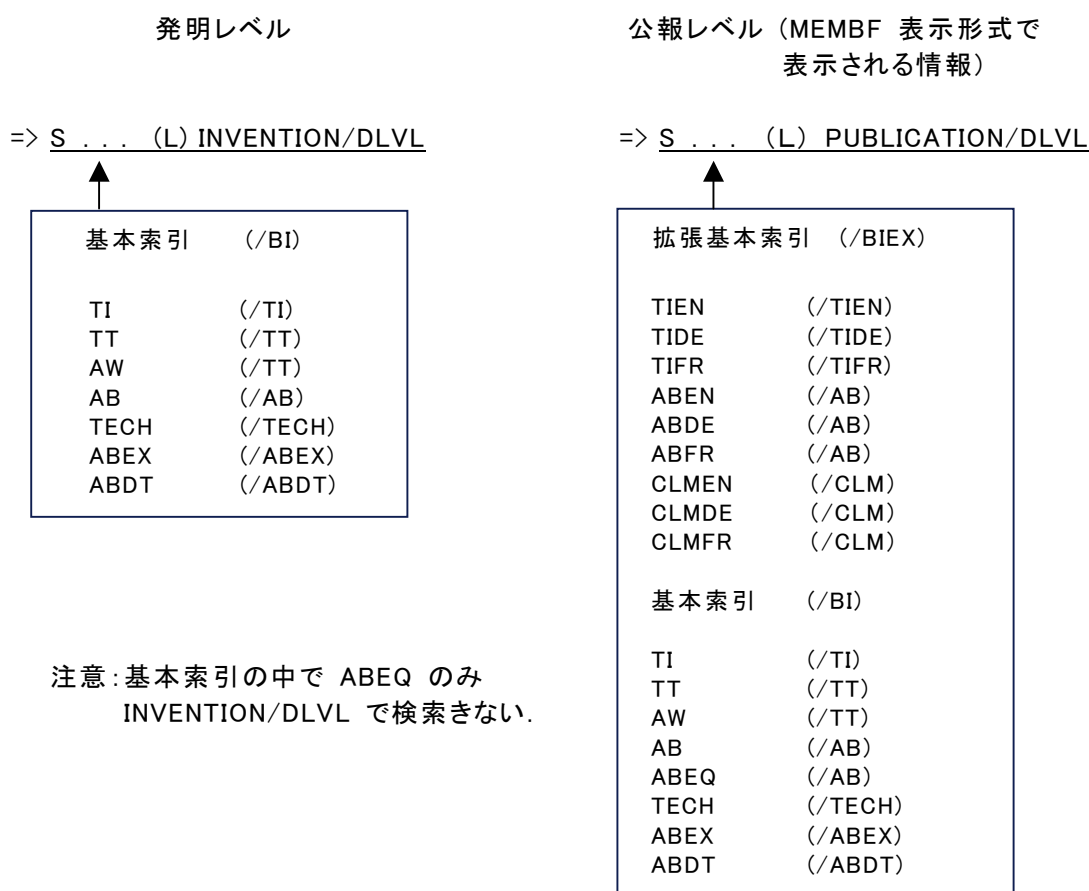 発明レベル
=> S . . . (L) INVENTION/DLVL
基本索引 (/BI)
TI (/TI)
TT (/TT)
AW (/TT)
AB (/AB)
TECH (/TECH)
ABEX (/ABEX)
ABDT (/ABDT)
注意：基本索引の中で ABEQ のみ
INVENTION/DLVL で検索きない.
公報レベル (MEMBF 表示形式で
表示される情報)
=> S . . . (L) PUBLICATION/DLVL
拡張基本索引 (/BIEX)
TIEN (/TIEN)
TIDE (/TIDE)
TIFR (/TIFR)
ABEN (/AB)
ABDE (/AB)
ABFR (/AB)
CLMEN (/CLM)
CLMDE (/CLM)
CLMFR (/CLM)
基本索引 (/BI)
TI (/TI)
TT (/TT)
AW (/TT)
AB (/AB)
ABEQ (/AB)
TECH (/TECH)
ABEX (/ABEX)
ABDT (/ABDT)